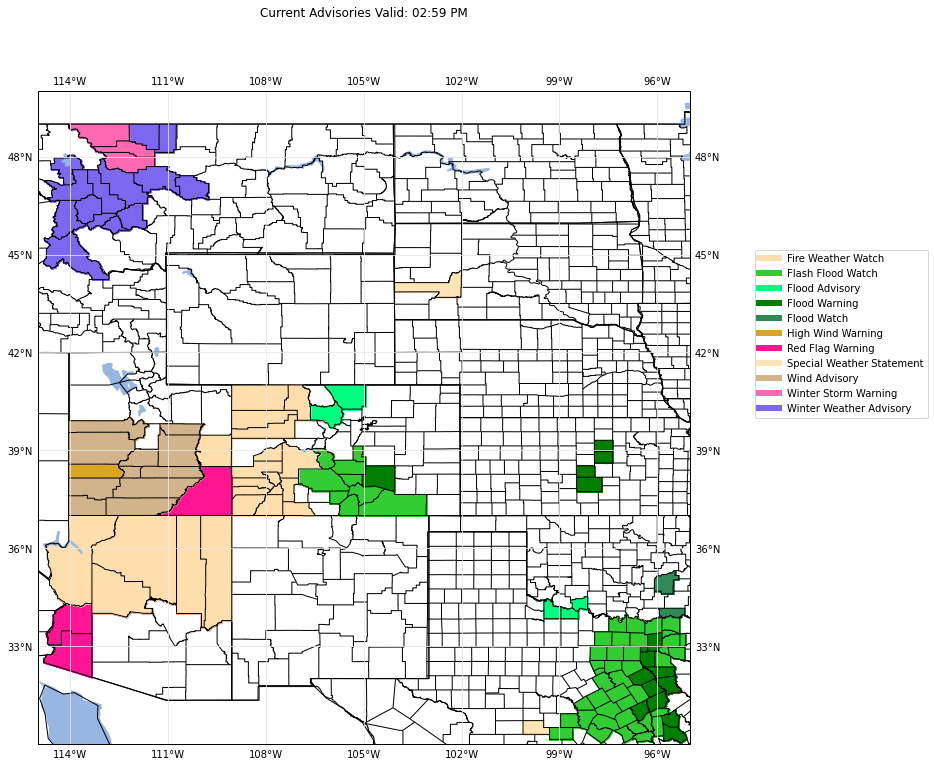 Current Advisories Valid: 02:59 PM
114°W 111°W 108°W 105°W 102°W 99°W 96°W
48°N 48°N
45°N 45°N
Fire Weather Watch
Flash Flood Watch
Flood Advisory
Flood Warning
Flood Watch
High Wind Warning
Red Flag Warning
Special Weather Statement
Wind Advisory
Winter Storm Warning
Winter Weather Advisory
42°N 42°N
39°N 39°N
36°N 36°N
33°N 33°N
114°W 111°W 108°W 105°W 102°W 99°W 96°W